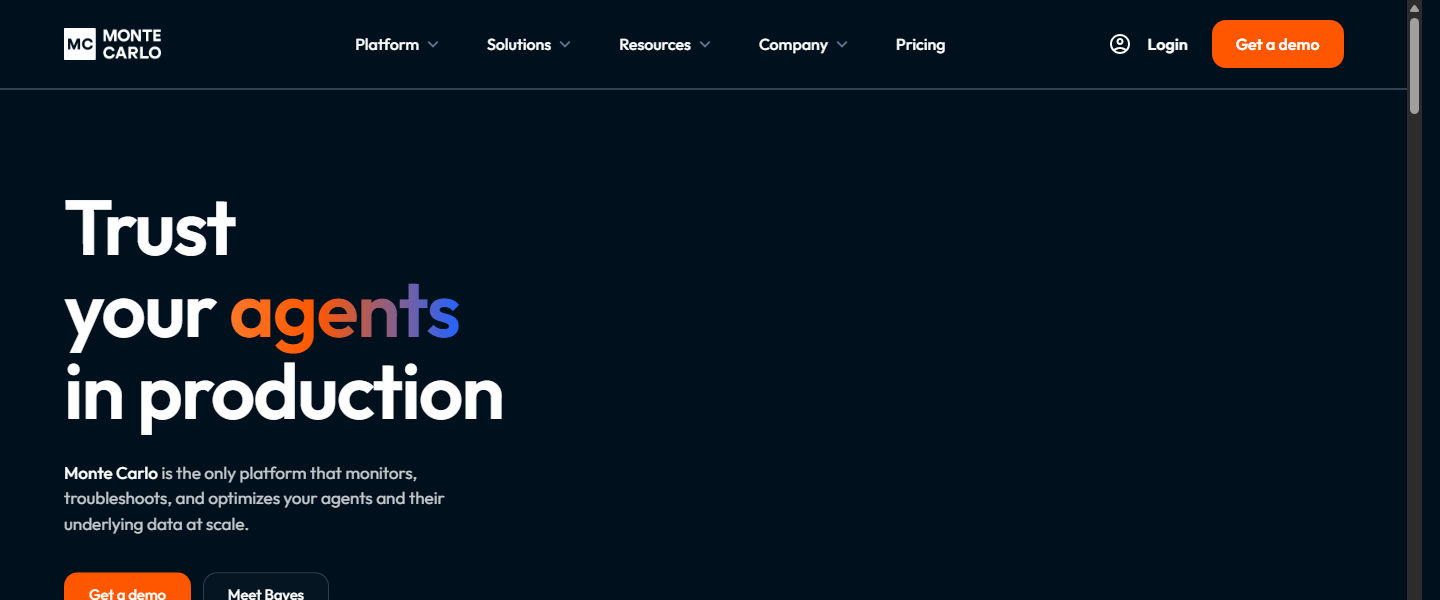 MC MONTE
CARLO
Platform
Solutions
Resources
Company
Pricing
Login
Get a demo
Trust
your agents
in production
Monte Carlo is the only platform that monitors,
troubleshoots, and optimizes your agents and their
underlying data at scale.
Get a demo
Meet Bayes